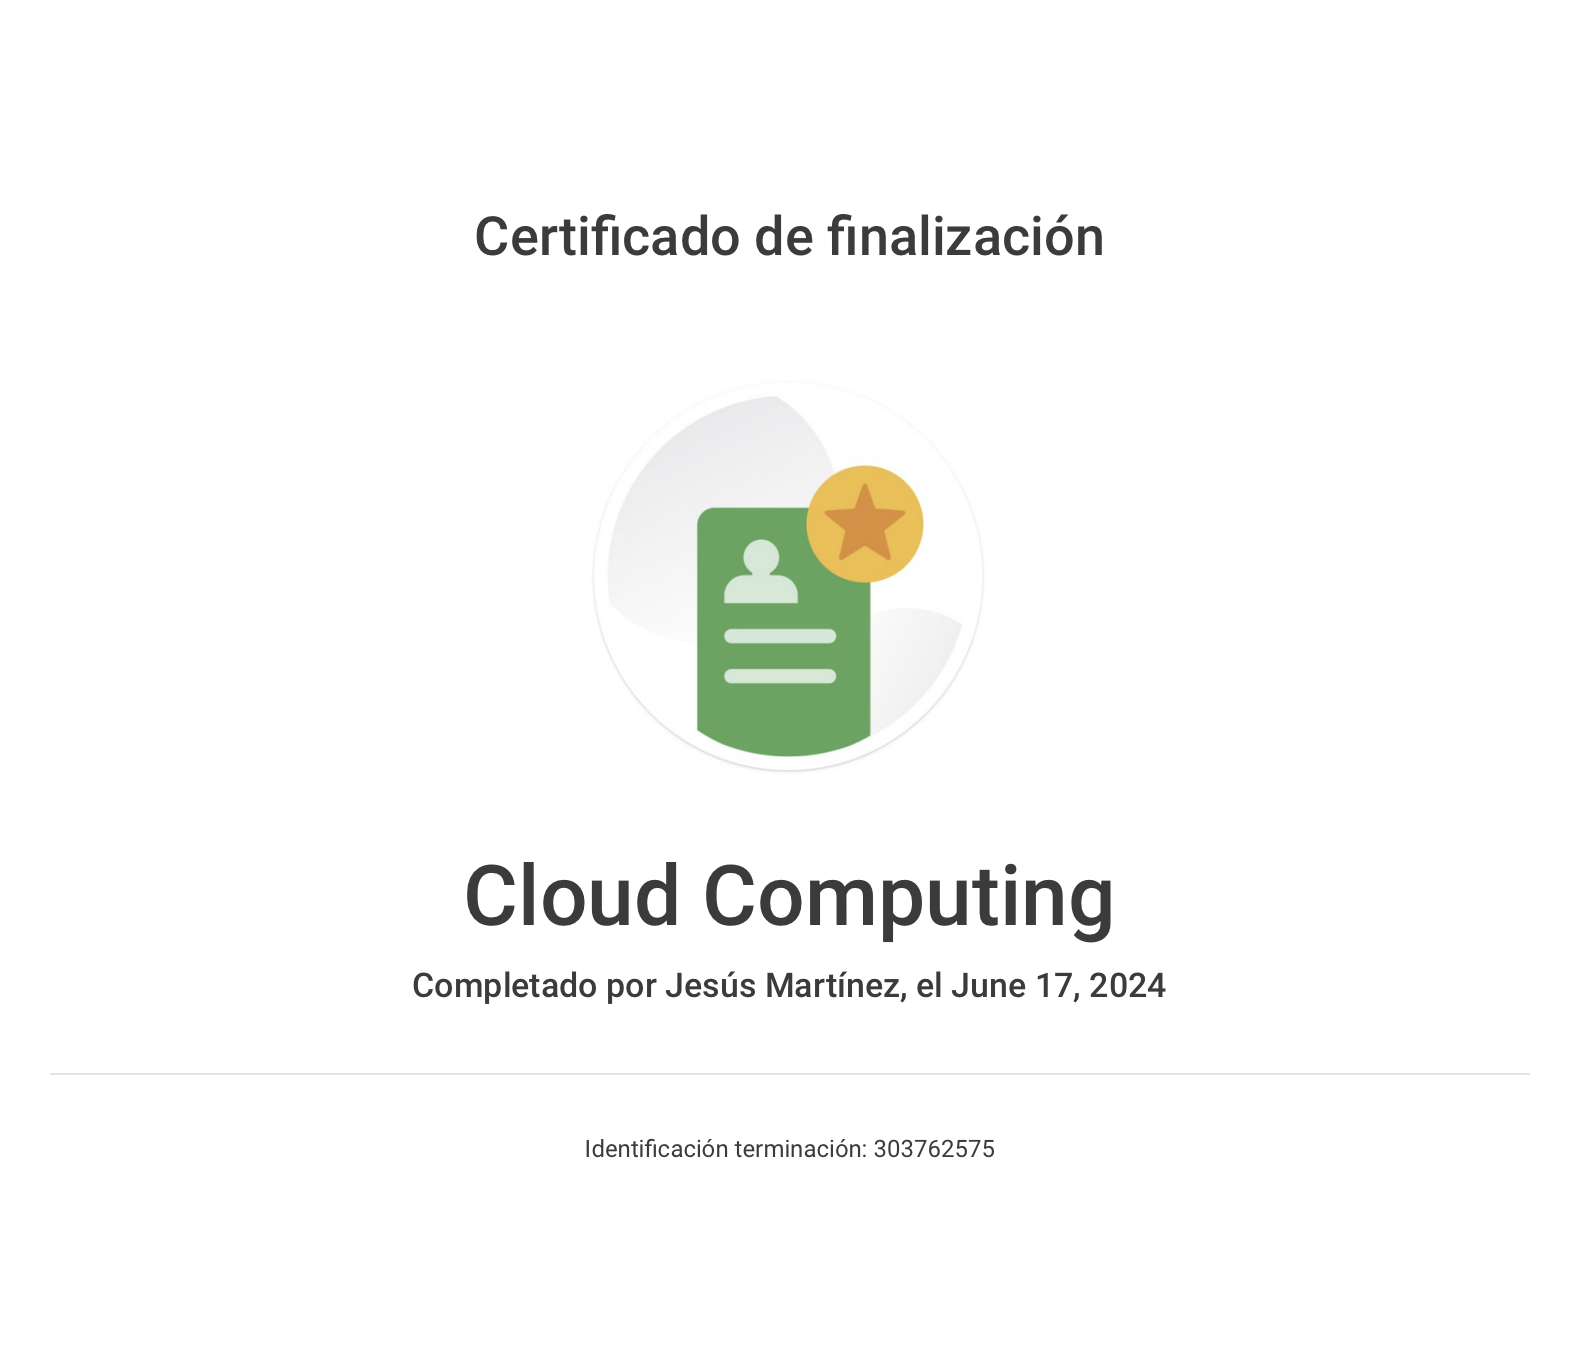 Certificado de finalización
Cloud Computing
Completado por Jesús Martínez, el June 17, 2024
Identificación terminación: 303762575